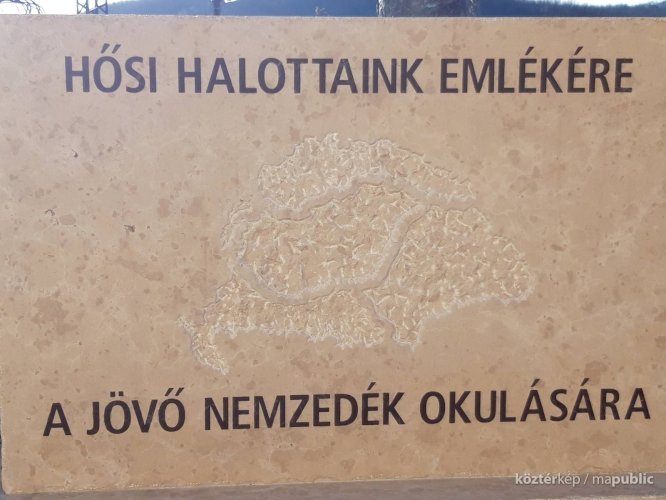 HŐSI HALOTTAINK EMLÉKÉRE
A JÖVŐ NEMZEDÉK OKULÁSÁRA
köztérkép / mapublic